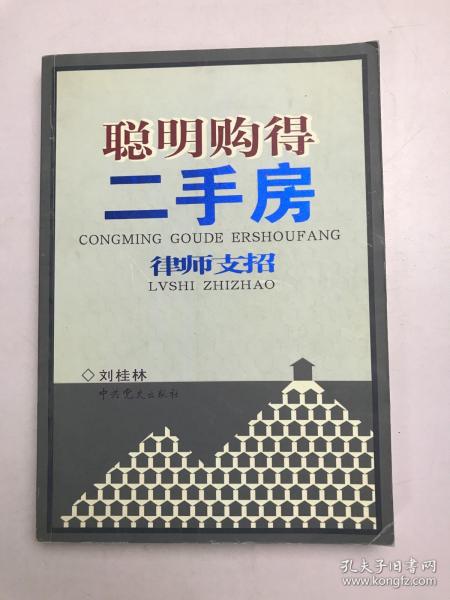 聪明购得
二手房
CONGMING GOUDE ERSHOUFANG
律师支招
LVSHI ZHIZHAO
◇刘桂林
中共党史出版社
孔夫子旧书网
www.kongfz.com